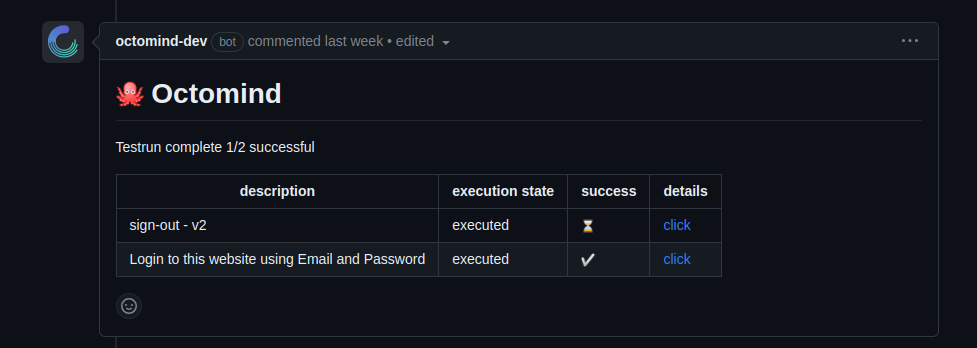 octomind-dev bot commented last week • edited
🐙 Octomind
Testrun complete 1/2 successful
description execution state success details
sign-out - v2 executed ⌛ click
Login to this website using Email and Password executed ✔ click